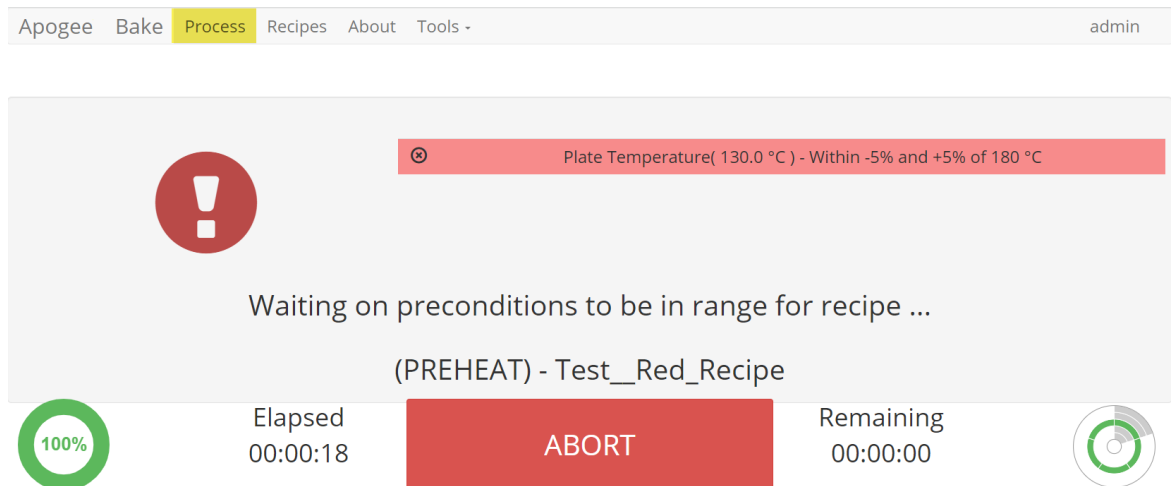 Apogee Bake Process Recipes About Tools admin
Plate Temperature( 130.0 °C ) - Within -5% and +5% of 180 °C
Waiting on preconditions to be in range for recipe ...
(PREHEAT) - Test__Red_Recipe
Elapsed
Remaining
100%
ABORT
00:00:18
00:00:00